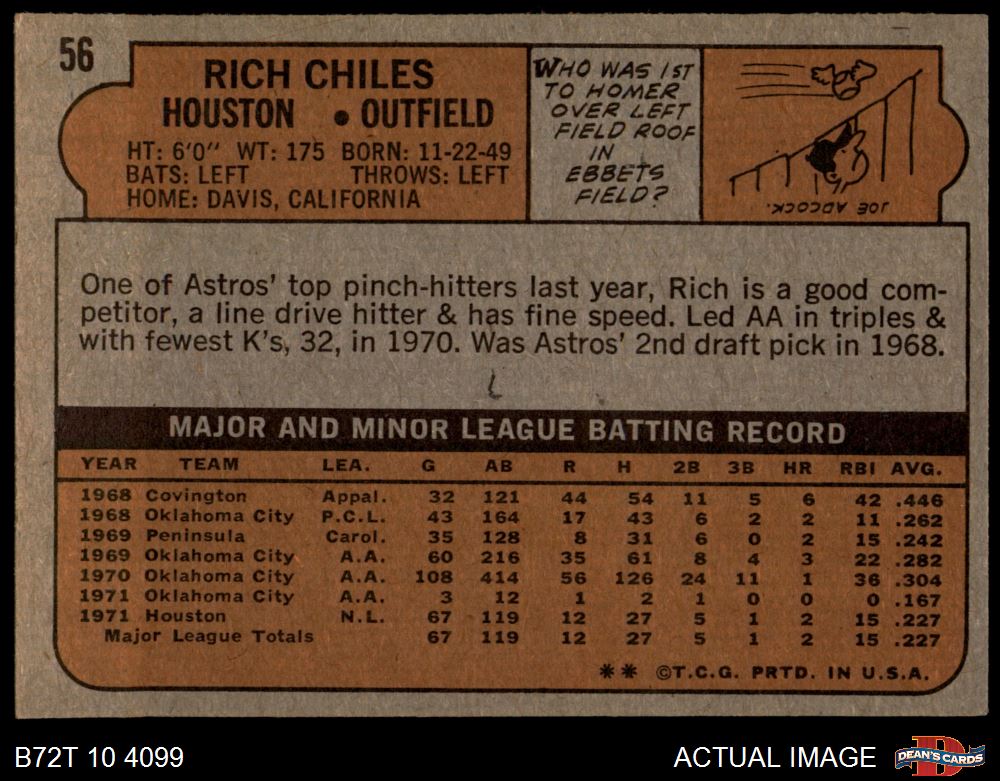 56
RICH CHILES
HOUSTON • OUTFIELD
HT: 6'0" WT: 175 BORN: 11-22-49
BATS: LEFT THROWS: LEFT
HOME: DAVIS, CALIFORNIA
WHO WAS 1ST
TO HOMER
OVER LEFT
FIELD ROOF
IN
EBBETS
FIELD?
JOE ADCOCK.
One of Astros' top pinch-hitters last year, Rich is a good com-
petitor, a line drive hitter & has fine speed. Led AA in triples &
with fewest K's, 32, in 1970. Was Astros' 2nd draft pick in 1968.
MAJOR AND MINOR LEAGUE BATTING RECORD
YEAR TEAM LEA. G AB R H 2B 3B HR RBI AVG.
1968 Covington Appal. 32 121 44 54 11 5 6 42 .446
1968 Oklahoma City P.C.L. 43 164 17 43 6 2 2 11 .262
1969 Peninsula Carol. 35 128 8 31 6 0 2 15 .242
1969 Oklahoma City A.A. 60 216 35 61 8 4 3 22 .282
1970 Oklahoma City A.A. 108 414 56 126 24 11 1 36 .304
1971 Oklahoma City A.A. 3 12 1 2 1 0 0 0 .167
1971 Houston N.L. 67 119 12 27 5 1 2 15 .227
Major League Totals 67 119 12 27 5 1 2 15 .227
** ©T.C.G. PRTD. IN U.S.A.
B72T 10 4099
ACTUAL IMAGE
D
DEAN'S CARDS